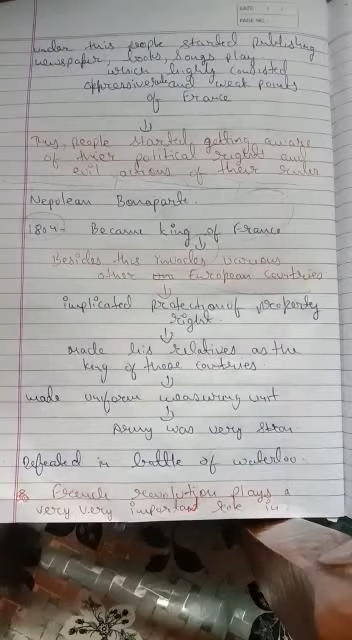 DATE: / /
PAGE NO.:
under this people started publishing
newspaper, books, songs play
which highly consisted
oppressive rule and weak points
of France
↓
Thus, people started getting aware
of thier political rights and
evil actions of their ruler
Nepolean Bonaparte.
1804 - Became king of France
↓
Besides this invades various
other European countries
↓
implicated protection of property
right.
↓
made his relatives as the
king of those countries.
↓
made uniform measuring unit
↓
Army was very stron
Defeated in battle of waterloo.
French revolution plays a
very very important role in